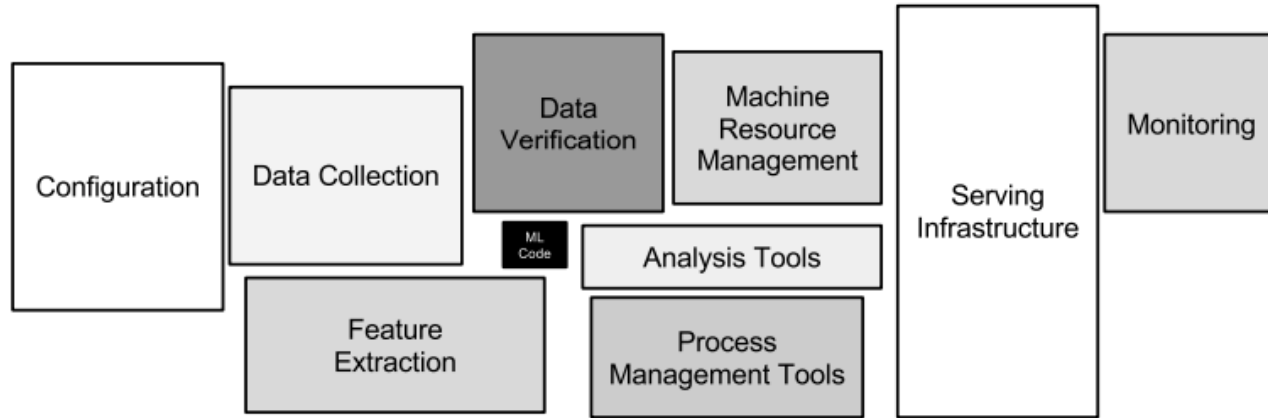 Configuration
Data Collection
Feature
Extraction
Data
Verification
ML
Code
Machine
Resource
Management
Analysis Tools
Process
Management Tools
Serving
Infrastructure
Monitoring